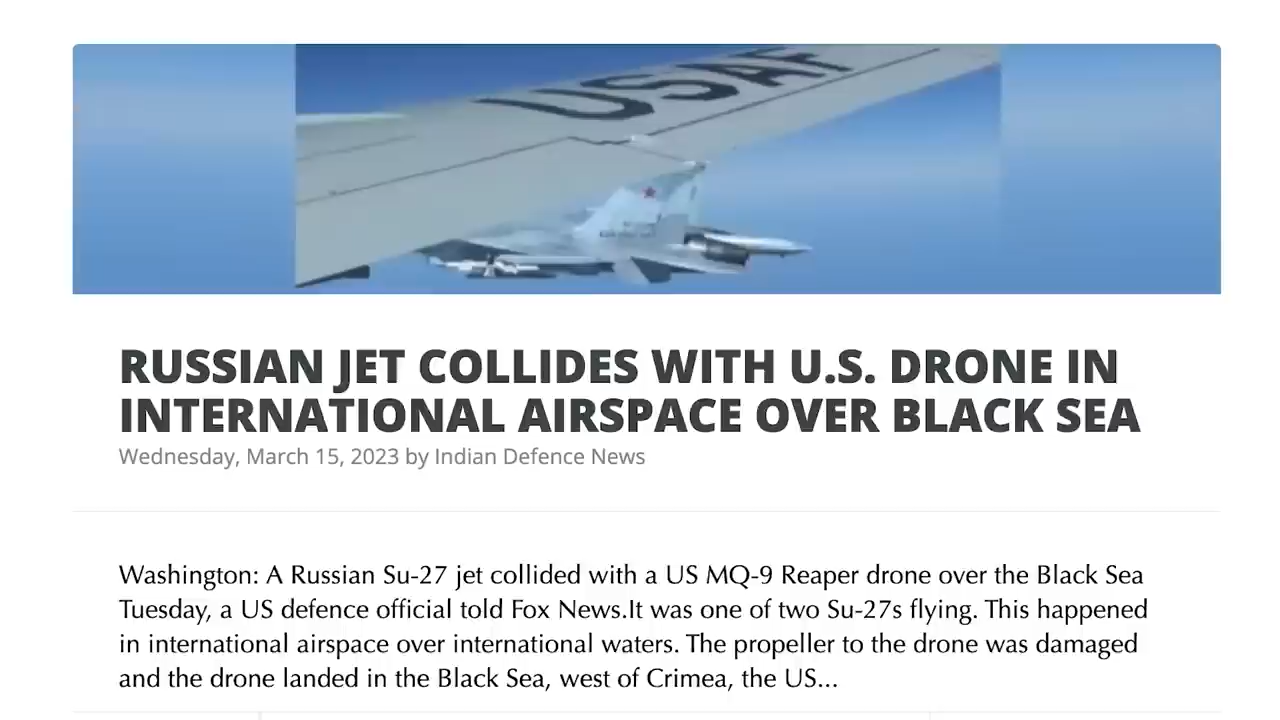 USAF
RUSSIAN JET COLLIDES WITH U.S. DRONE IN
INTERNATIONAL AIRSPACE OVER BLACK SEA
Wednesday, March 15, 2023 by Indian Defence News
Washington: A Russian Su-27 jet collided with a US MQ-9 Reaper drone over the Black Sea
Tuesday, a US defence official told Fox News.It was one of two Su-27s flying. This happened
in international airspace over international waters. The propeller to the drone was damaged
and the drone landed in the Black Sea, west of Crimea, the US...